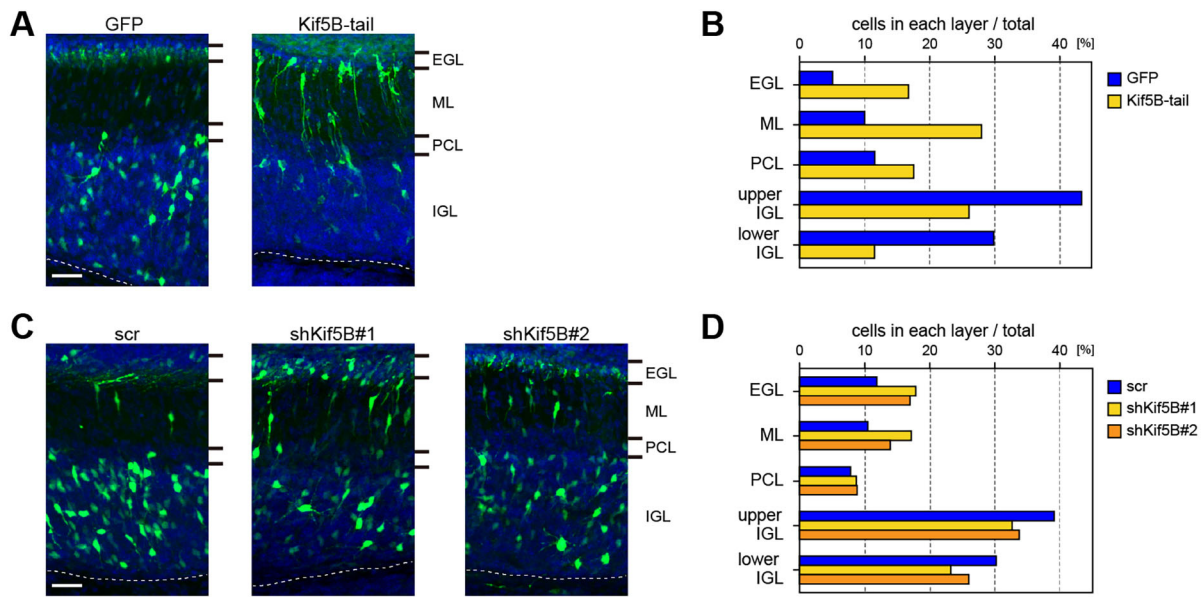 A
GFP
Kif5B-tail
EGL
ML
PCL
IGL
B
cells in each layer / total
0 10 20 30 40 [%]
EGL
ML
PCL
upper
IGL
lower
IGL
GFP
Kif5B-tail
C
scr
shKif5B#1
shKif5B#2
EGL
ML
PCL
IGL
D
cells in each layer / total
0 10 20 30 40 [%]
EGL
ML
PCL
upper
IGL
lower
IGL
scr
shKif5B#1
shKif5B#2